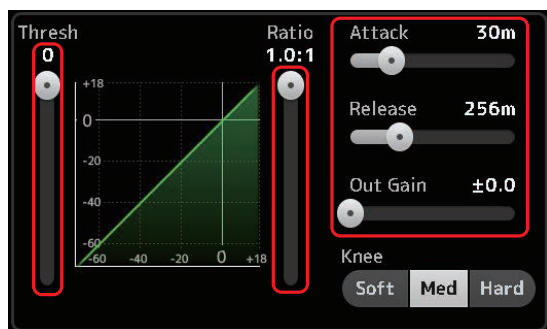 Thresh
0
Ratio
1.0:1
+18
0
-20
-40
-60
-60 -40 -20 0 +18
Attack 30m
Release 256m
Out Gain ±0.0
Knee
Soft Med Hard